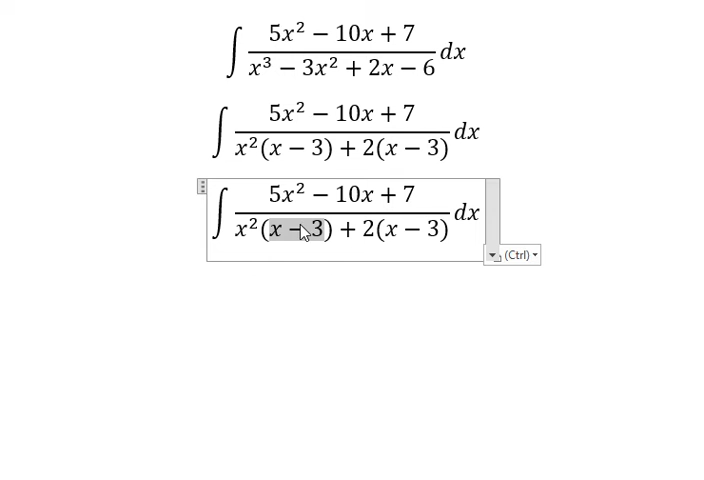 ∫ (5x² − 10x + 7)/(x³ − 3x² + 2x − 6) dx
∫ (5x² − 10x + 7)/(x²(x − 3) + 2(x − 3)) dx
∫ (5x² − 10x + 7)/(x²(x − 3) + 2(x − 3)) dx
(Ctrl)